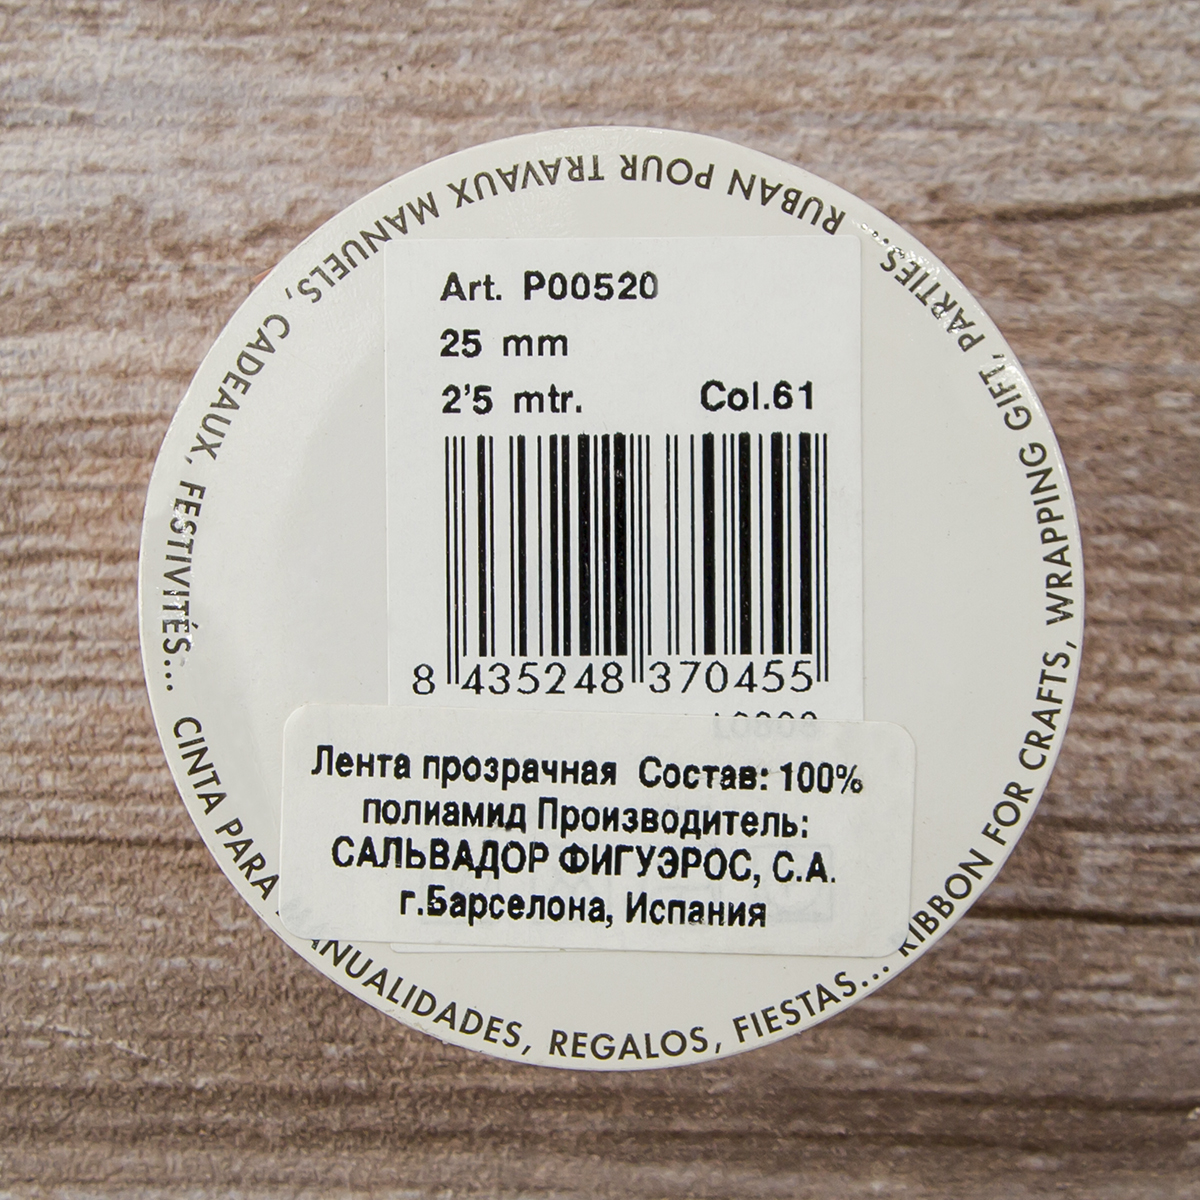 Art. P00520
25 mm
2'5 mtr. Col.61
8 435248 370455
Лента прозрачная Состав: 100%
полиамид Производитель:
САЛЬВАДОР ФИГУЭРОС, С.А.
г.Барселона, Испания
RUBAN POUR TRAVAUX MANUELS, CADEAUX, FESTIVITÉS...
CINTA PARA MANUALIDADES, REGALOS, FIESTAS...
RIBBON FOR CRAFTS, WRAPPING GIFT, PARTIES...